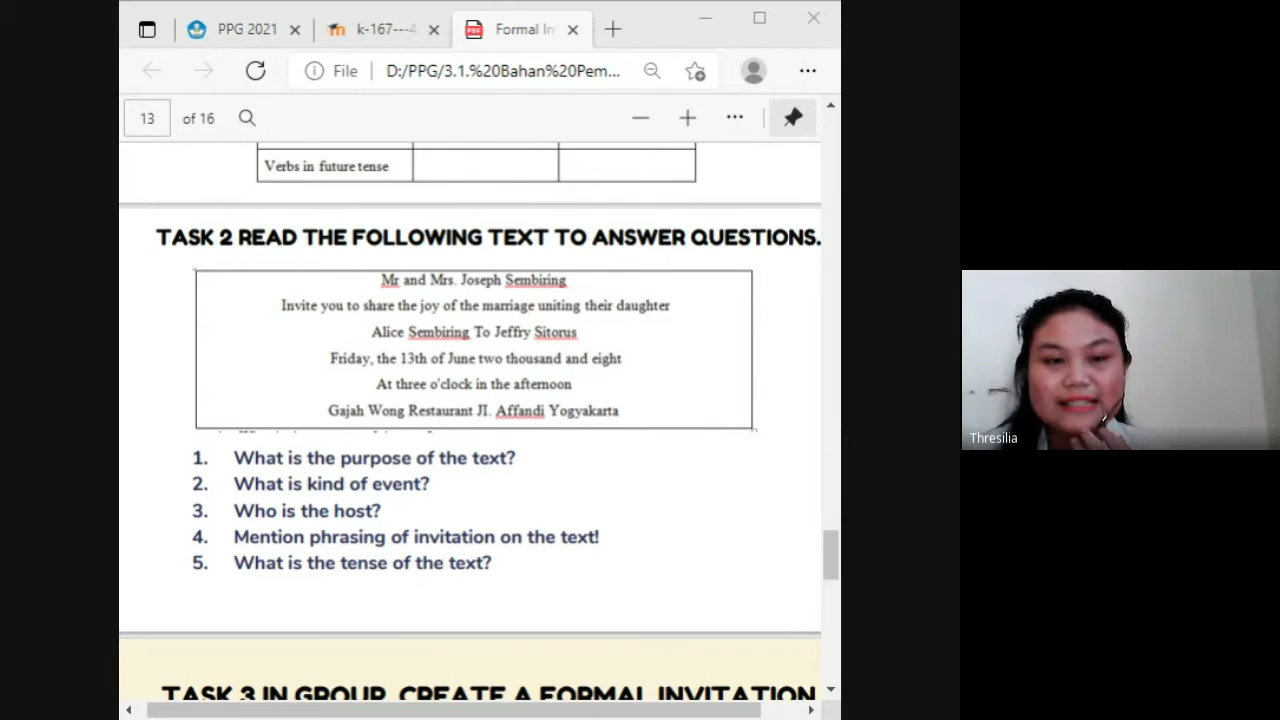 PPG 2021
k-167---4
Formal In
File
D:/PPG/3.1.%20Bahan%20Pem...
13
of 16
Verbs in future tense
TASK 2 READ THE FOLLOWING TEXT TO ANSWER QUESTIONS.
Mr and Mrs. Joseph Sembiring
Invite you to share the joy of the marriage uniting their daughter
Alice Sembiring To Jeffry Sitorus
Friday, the 13th of June two thousand and eight
At three o'clock in the afternoon
Gajah Wong Restaurant JI. Affandi Yogyakarta
1. What is the purpose of the text?
2. What is kind of event?
3. Who is the host?
4. Mention phrasing of invitation on the text!
5. What is the tense of the text?
TASK 3 IN GROUP, CREATE A FORMAL INVITATION
Thresilia